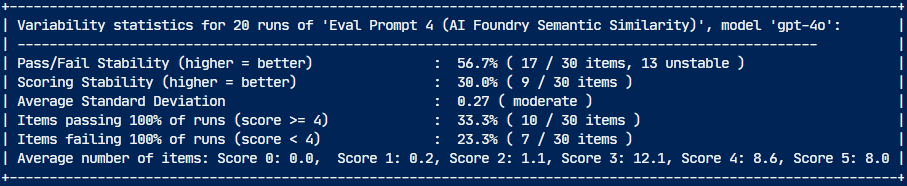 Variability statistics for 20 runs of 'Eval Prompt 4 (AI Foundry Semantic Similarity)', model 'gpt-4o':
Pass/Fail Stability (higher = better) : 56.7% ( 17 / 30 items, 13 unstable )
Scoring Stability (higher = better) : 30.0% ( 9 / 30 items )
Average Standard Deviation : 0.27 ( moderate )
Items passing 100% of runs (score >= 4) : 33.3% ( 10 / 30 items )
Items failing 100% of runs (score < 4) : 23.3% ( 7 / 30 items )
Average number of items: Score 0: 0.0, Score 1: 0.2, Score 2: 1.1, Score 3: 12.1, Score 4: 8.6, Score 5: 8.0